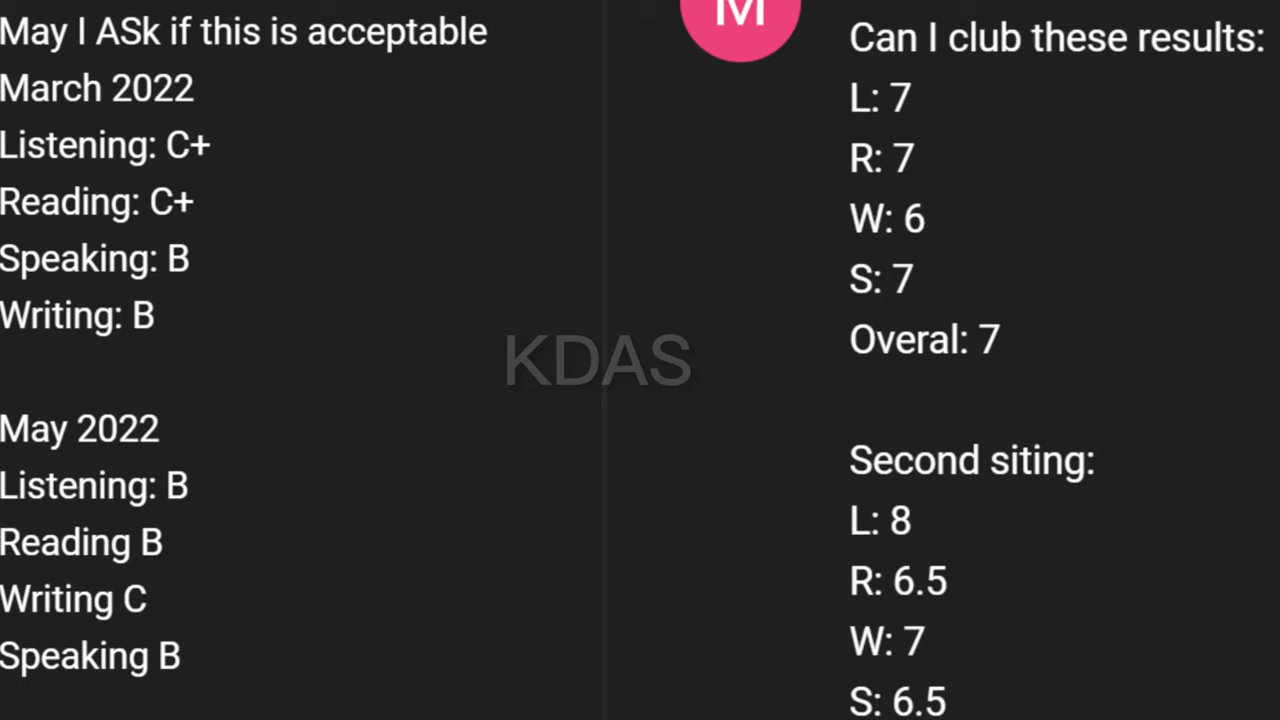 May I ASk if this is acceptable
March 2022
Listening: C+
Reading: C+
Speaking: B
Writing: B
May 2022
Listening: B
Reading B
Writing C
Speaking B
KDAS
M
Can I club these results:
L: 7
R: 7
W: 6
S: 7
Overal: 7
Second siting:
L: 8
R: 6.5
W: 7
S: 6.5